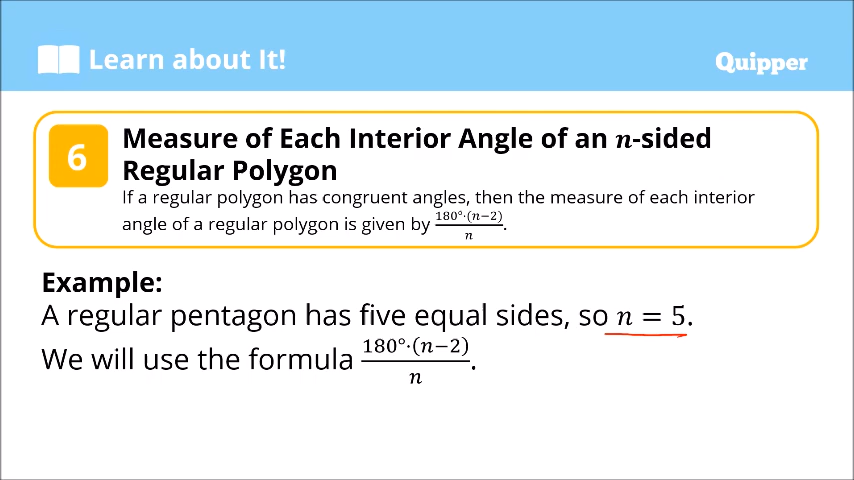 Learn about It!
Quipper
6
Measure of Each Interior Angle of an n-sided
Regular Polygon
If a regular polygon has congruent angles, then the measure of each interior
angle of a regular polygon is given by 180°·(n−2)/n.
Example:
A regular pentagon has five equal sides, so n = 5.
We will use the formula 180°·(n−2)/n.